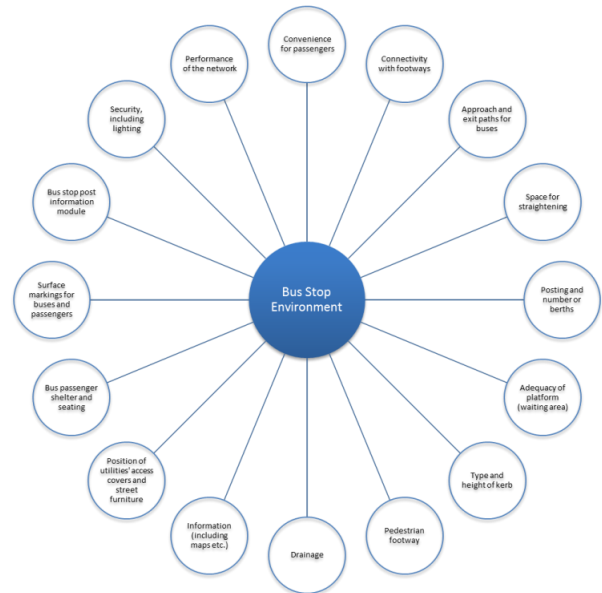 Convenience
for passengers
Connectivity
with footways
Approach and
exit paths for
buses
Space for
straightening
Posting and
number or
berths
Adequacy of
platform
(waiting area)
Type and
height of kerb
Pedestrian
footway
Drainage
Information
(including
maps etc.)
Position of
utilities' access
covers and
street
furniture
Bus passenger
shelter and
seating
Surface
markings for
buses and
passengers
Bus stop post
information
module
Security,
including
lighting
Performance
of the network
Bus Stop
Environment